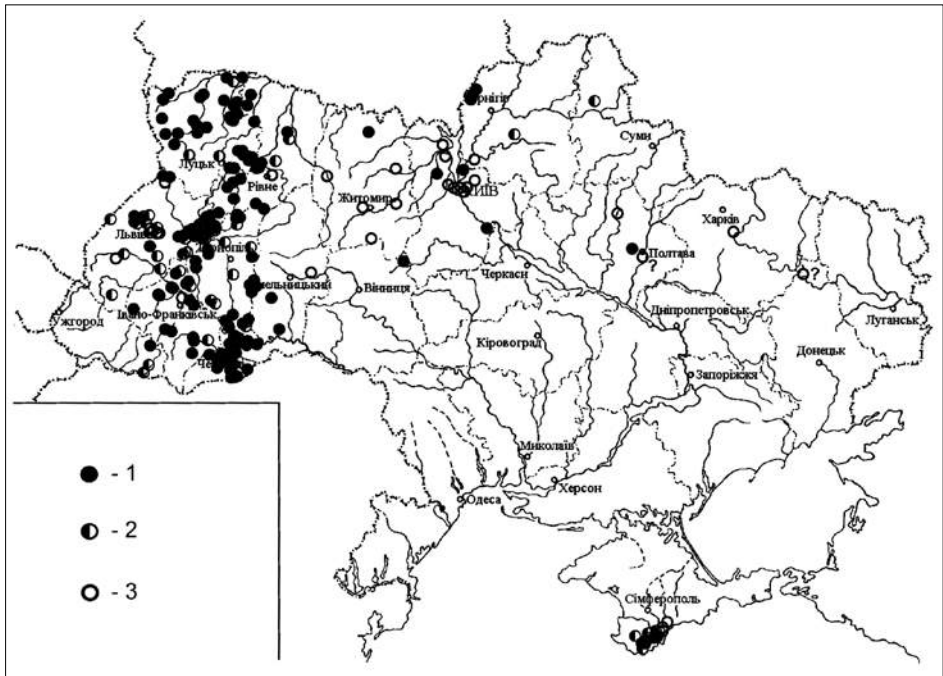 Чернігів
Суми
Луцьк
Рівне
Житомир
КИЇВ
Харків
Львів
Тернопіль
Полтава
?
?
Хмельницький
Вінниця
Черкаси
Ужгород
Івано-Франківськ
Дніпропетровськ
Луганськ
Кіровоград
Донецьк
Запоріжжя
Миколаїв
Херсон
Одеса
Сімферополь
- 1
- 2
- 3